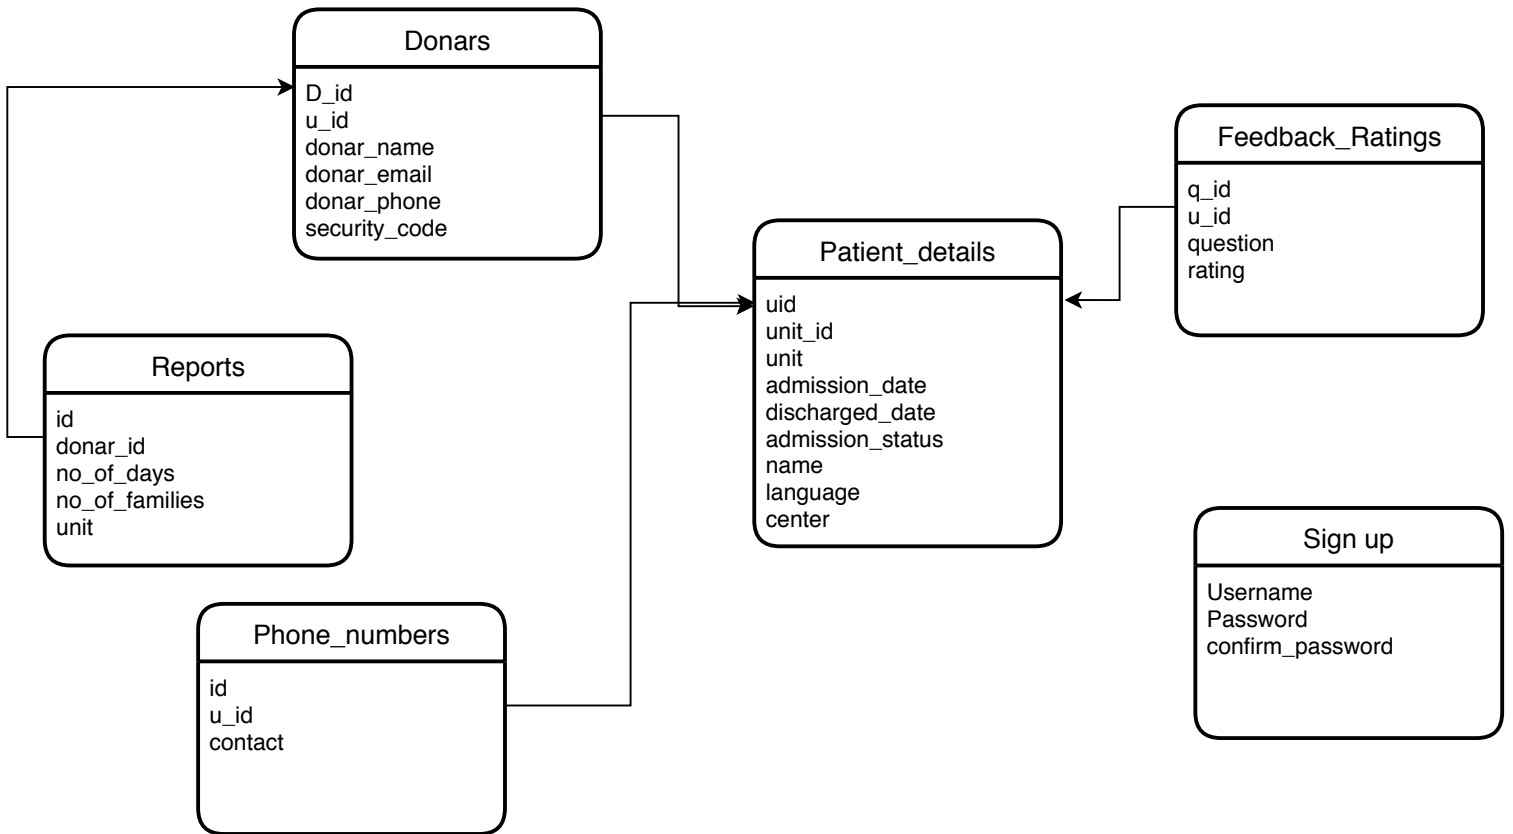 Donars
D_id
u_id
donar_name
donar_email
donar_phone
security_code
Feedback_Ratings
q_id
u_id
question
rating
Patient_details
uid
unit_id
unit
admission_date
discharged_date
admission_status
name
language
center
Reports
id
donar_id
no_of_days
no_of_families
unit
Sign up
Username
Password
confirm_password
Phone_numbers
id
u_id
contact